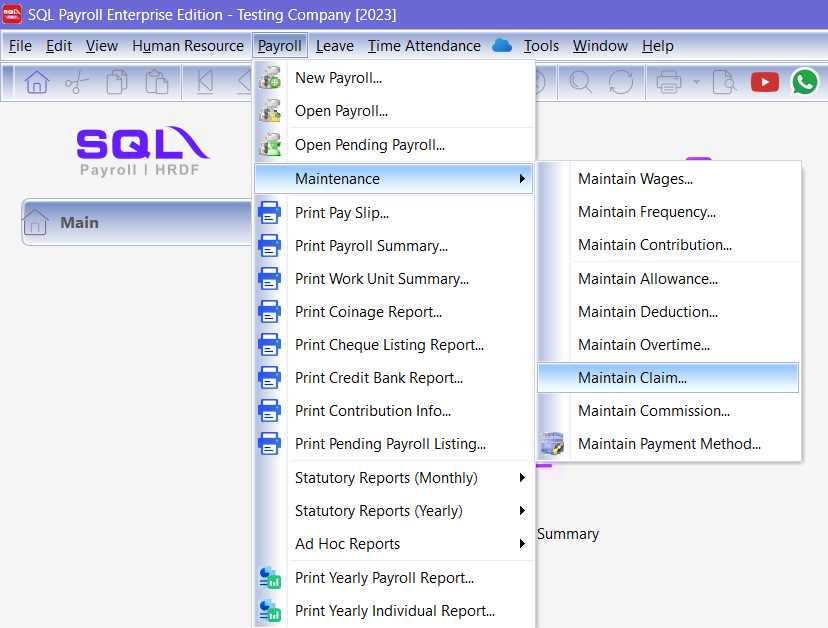 SQL Payroll Enterprise Edition - Testing Company [2023]
File Edit View Human Resource Payroll Leave Time Attendance Tools Window Help
SQL
Payroll | HRDF
Main
New Payroll...
Open Payroll...
Open Pending Payroll...
Maintenance
Print Pay Slip...
Print Payroll Summary...
Print Work Unit Summary...
Print Coinage Report...
Print Cheque Listing Report...
Print Credit Bank Report...
Print Contribution Info...
Print Pending Payroll Listing...
Statutory Reports (Monthly)
Statutory Reports (Yearly)
Ad Hoc Reports
Print Yearly Payroll Report...
Print Yearly Individual Report...
Maintain Wages...
Maintain Frequency...
Maintain Contribution...
Maintain Allowance...
Maintain Deduction...
Maintain Overtime...
Maintain Claim...
Maintain Commission...
Maintain Payment Method...
Summary